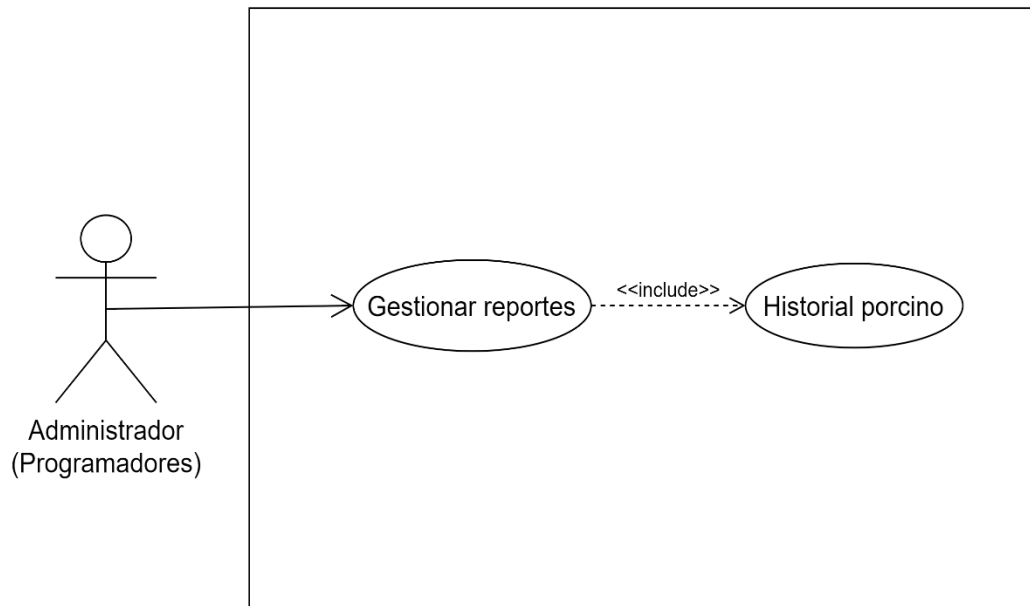 Gestionar reportes
<<include>>
Historial porcino
Administrador
(Programadores)